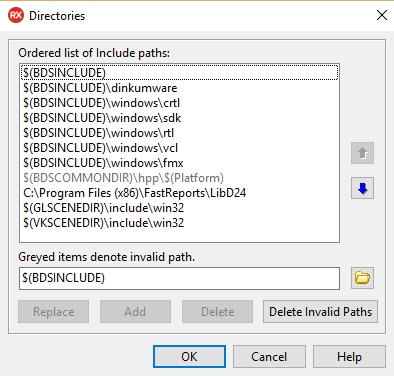 RX Directories
Ordered list of Include paths:
$(BDSINCLUDE)
$(BDSINCLUDE)\dinkumware
$(BDSINCLUDE)\windows\crtl
$(BDSINCLUDE)\windows\sdk
$(BDSINCLUDE)\windows\rtl
$(BDSINCLUDE)\windows\vcl
$(BDSINCLUDE)\windows\fmx
$(BDSCOMMONDIR)\hpp\$(Platform)
C:\Program Files (x86)\FastReports\LibD24
$(GLSCENEDIR)\include\win32
$(VKSCENEDIR)\include\win32
Greyed items denote invalid path.
$(BDSINCLUDE)
Replace Add Delete Delete Invalid Paths
OK Cancel Help